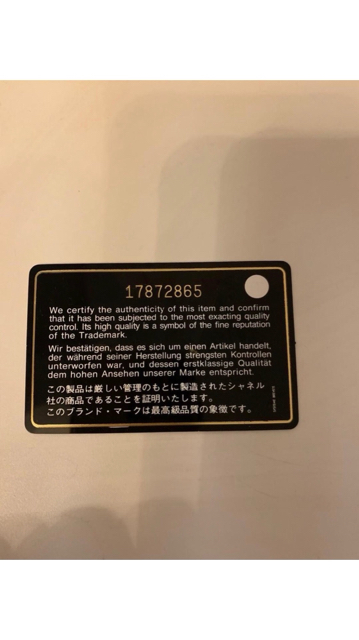 17872865
We certify the authenticity of this item and confirm
that it has been subjected to the most exacting quality
control. Its high quality is a symbol of the fine reputation
of the Trademark.
Wir bestätigen, dass es sich um einen Artikel handelt,
der während seiner Herstellung strengsten Kontrollen
unterworfen war, und dessen erstklassige Qualität
dem hohen Ansehen unserer Marke entspricht.
この製品は厳しい管理のもとに製造されたシャネル
社の商品であることを証明いたします。
このブランド・マークは最高級品質の象徴です。